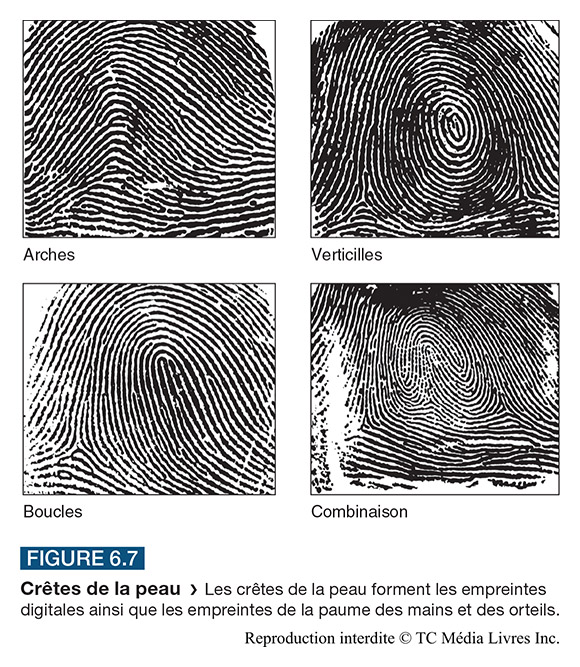 Arches
Verticilles
Boucles
Combinaison
FIGURE 6.7
Crêtes de la peau › Les crêtes de la peau forment les empreintes
digitales ainsi que les empreintes de la paume des mains et des orteils.
Reproduction interdite © TC Média Livres Inc.